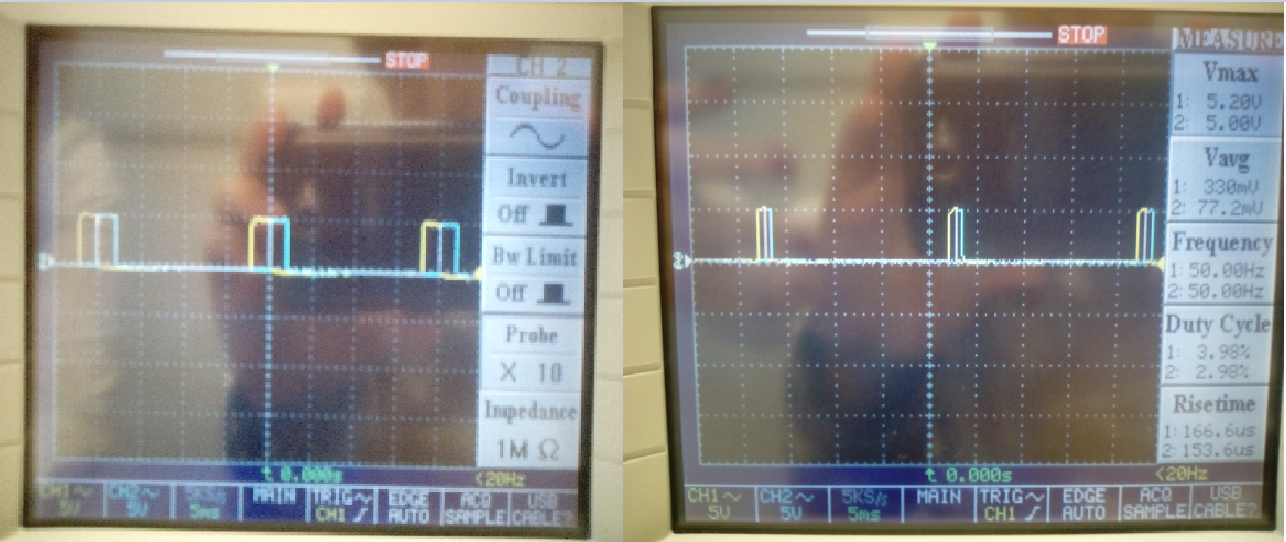 STOP
CH 2
Coupling
Invert
Off
Bw Limit
Off
Probe
X 10
Impedance
1M Ω
t 0.000s
<20Hz
CH1∿ CH2∿ 5KS/s MAIN TRIG∿ EDGE ACQ USB
5V 5V 5ms CH1 AUTO SAMPLE CABLE?
STOP
MEASURE
Vmax
1: 5.20V
2: 5.00V
Vavg
1: 330mV
2: 77.2mV
Frequency
1:50.00Hz
2:50.00Hz
Duty Cycle
1: 3.98%
2: 2.98%
Risetime
1:166.6us
2:153.6us
t 0.000s
<20Hz
CH1∿ CH2∿ 5KS/s MAIN TRIG∿ EDGE ACQ USB
5V 5V 5ms CH1 AUTO SAMPLE CABLE?